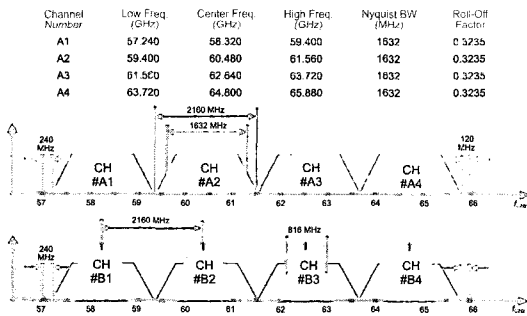 Channel Low Freq. Center Freq. High Freq. Nyquist BW Roll-Off
Number (GHz) (GHz) (GHz) (MHz) Factor
A1 57.240 58.320 59.400 1632 0.3235
A2 59.400 60.480 61.560 1632 0.3235
A3 61.560 62.640 63.720 1632 0.3235
A4 63.720 64.800 65.880 1632 0.3235
2160 MHz
240 MHz
1632 MHz
120 MHz
CH #A1
CH #A2
CH #A3
CH #A4
57 58 59 60 61 62 63 64 65 66
2160 MHz
816 MHz
240 MHz
CH #B1
CH #B2
CH #B3
CH #B4
57 58 59 60 61 62 63 64 65 66